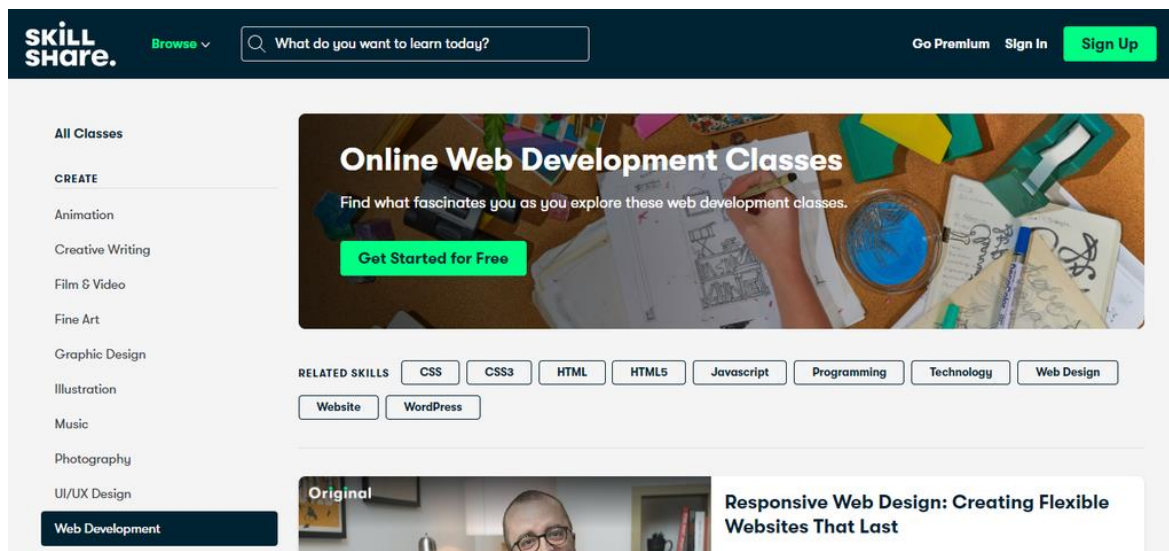 SKILL
SHare.
Browse
What do you want to learn today?
Go Premium
Sign In
Sign Up
All Classes
CREATE
Animation
Creative Writing
Film & Video
Fine Art
Graphic Design
Illustration
Music
Photography
UI/UX Design
Web Development
Online Web Development Classes
Find what fascinates you as you explore these web development classes.
Get Started for Free
RELATED SKILLS
CSS
CSS3
HTML
HTML5
Javascript
Programming
Technology
Web Design
Website
WordPress
Original
Responsive Web Design: Creating Flexible
Websites That Last